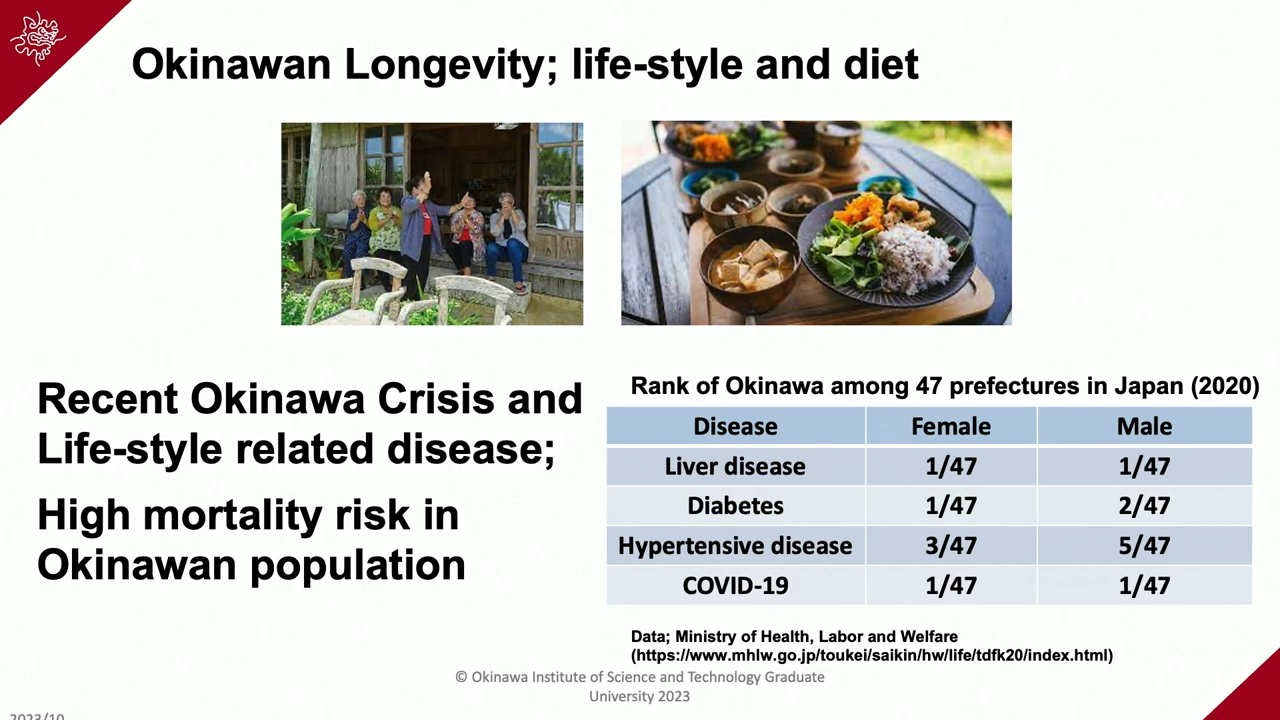 Okinawan Longevity; life-style and diet
Recent Okinawa Crisis and
Life-style related disease;
High mortality risk in
Okinawan population
Rank of Okinawa among 47 prefectures in Japan (2020)
Disease Female Male
Liver disease 1/47 1/47
Diabetes 1/47 2/47
Hypertensive disease 3/47 5/47
COVID-19 1/47 1/47
Data; Ministry of Health, Labor and Welfare
(https://www.mhlw.go.jp/toukei/saikin/hw/life/tdfk20/index.html)
© Okinawa Institute of Science and Technology Graduate
University 2023
2023/10